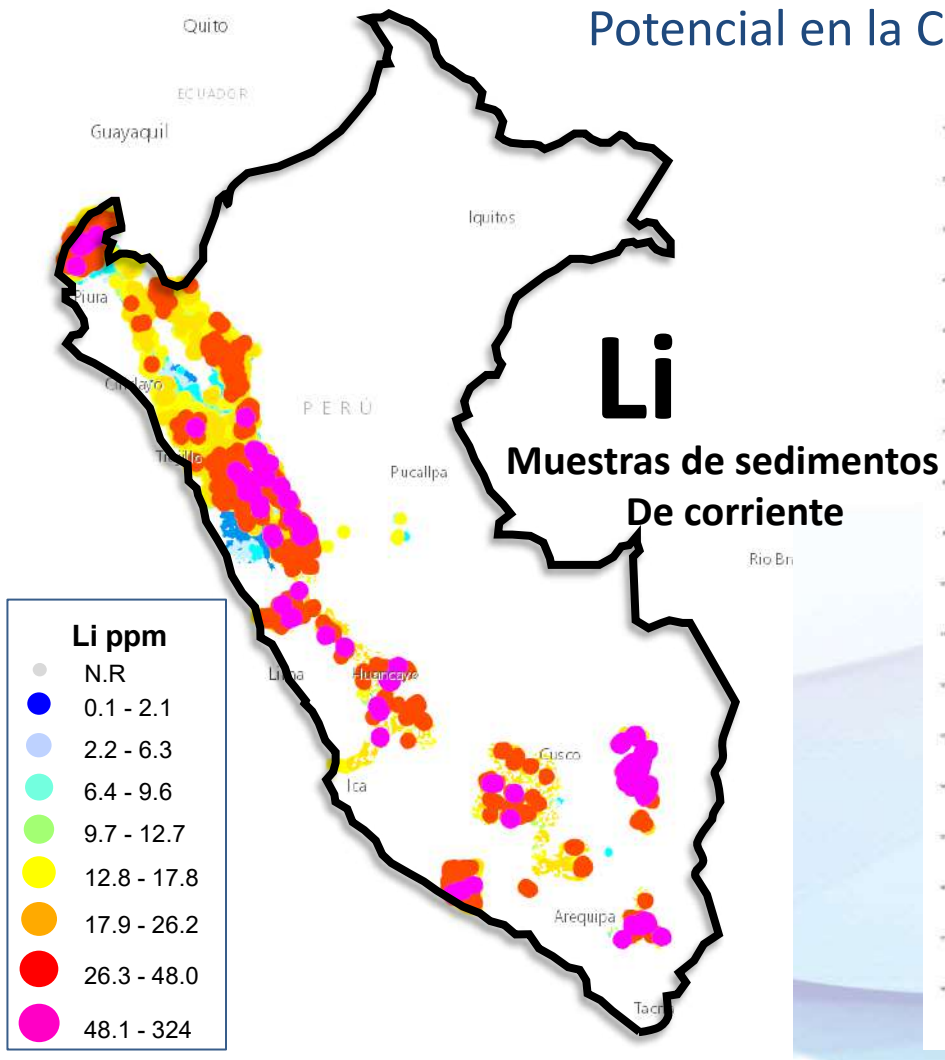 Potencial en la C
Quito
ECUADOR
Guayaquil
Iquitos
Piura
PERÚ
Li
Trujillo
Pucallpa
Muestras de sedimentos
De corriente
Rio Br
Lima
Huancayo
Cusco
Ica
Arequipa
Tacn
Li ppm
N.R
0.1 - 2.1
2.2 - 6.3
6.4 - 9.6
9.7 - 12.7
12.8 - 17.8
17.9 - 26.2
26.3 - 48.0
48.1 - 324